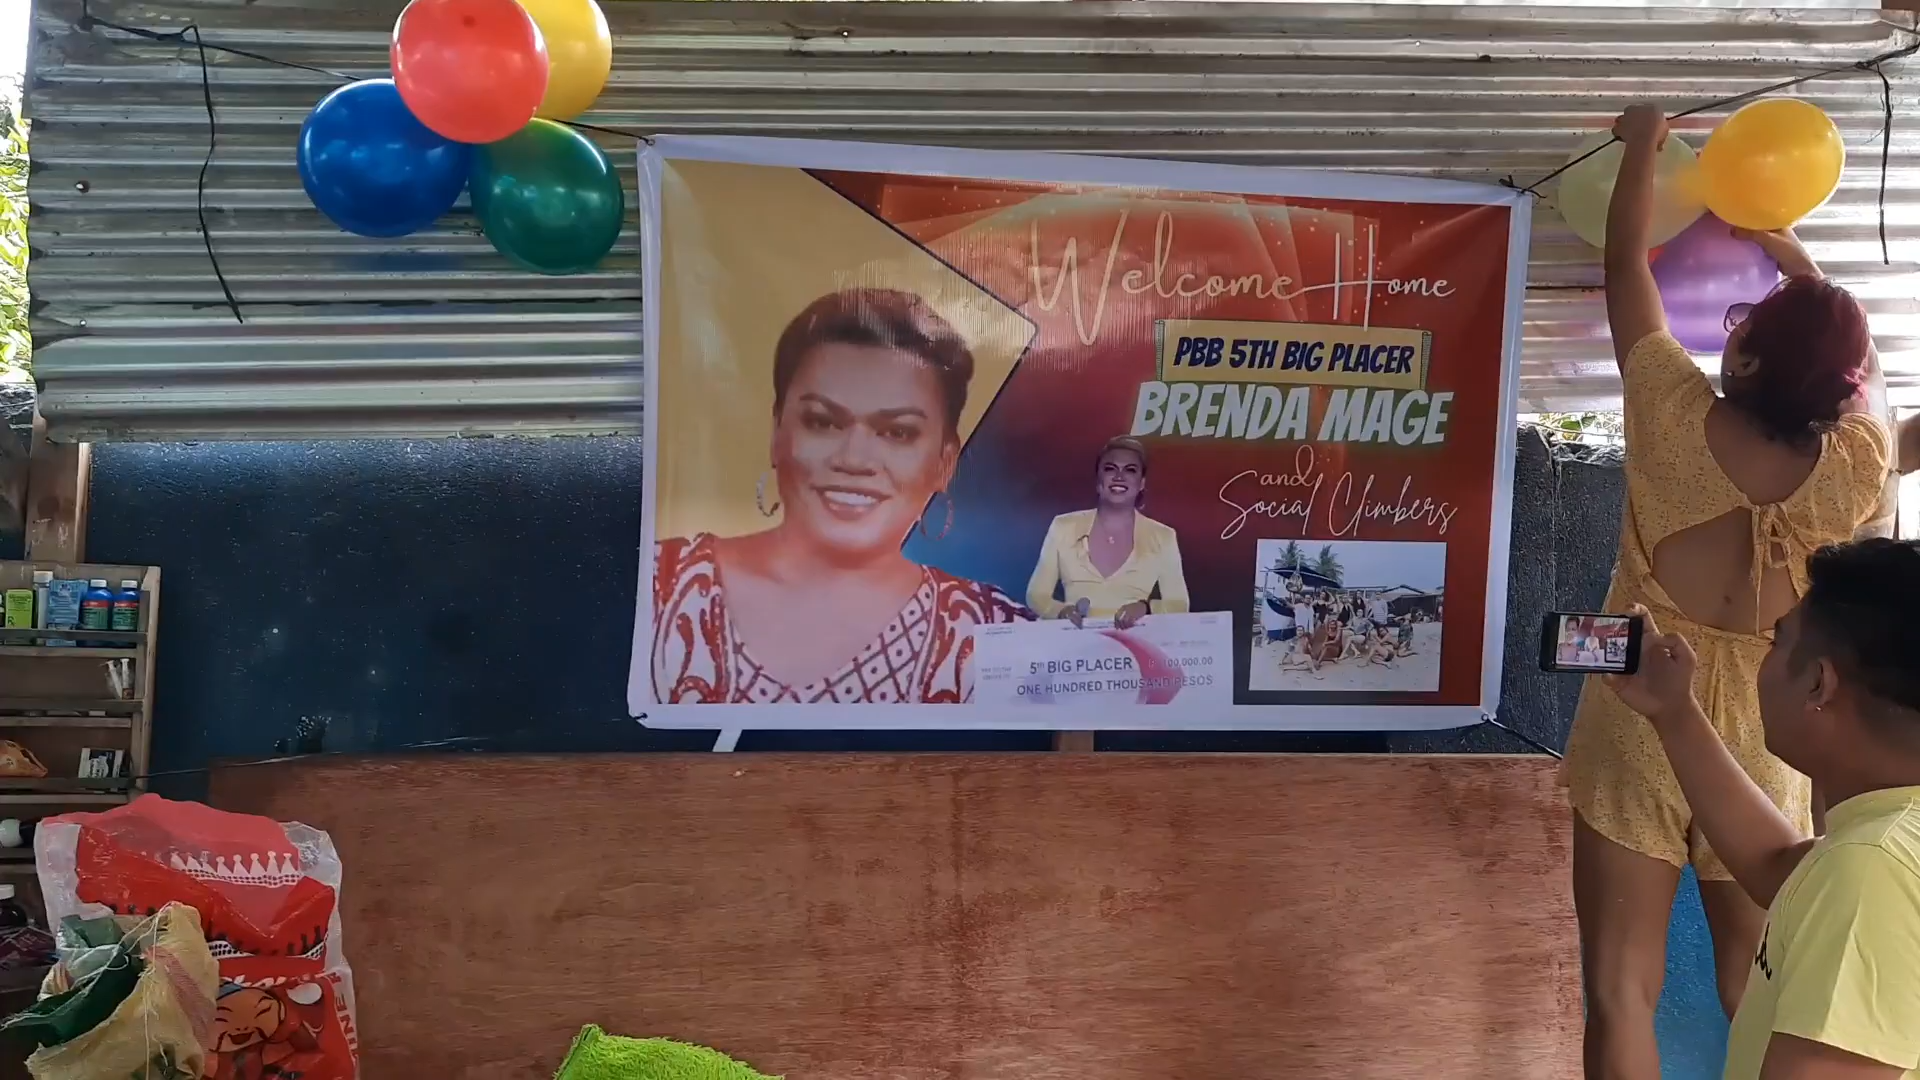 Welcome Home
PBB 5TH BIG PLACER
BRENDA MAGE
and
Social Climbers
5TH BIG PLACER 100,000.00
ONE HUNDRED THOUSAND PESOS